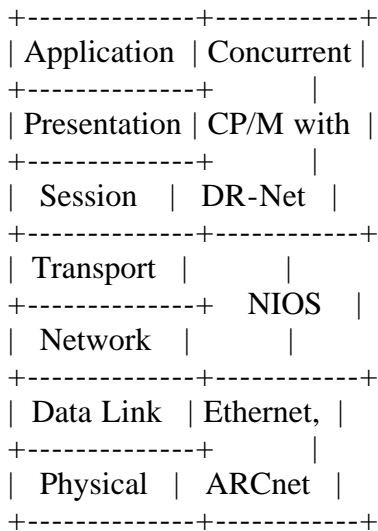 +--------------+------------+
| Application | Concurrent |
+--------------+ |
| Presentation | CP/M with |
+--------------+ |
| Session | DR-Net |
+--------------+------------+
| Transport | |
+--------------+ NIOS |
| Network | |
+--------------+------------+
| Data Link | Ethernet, |
+--------------+ |
| Physical | ARCnet |
+--------------+------------+